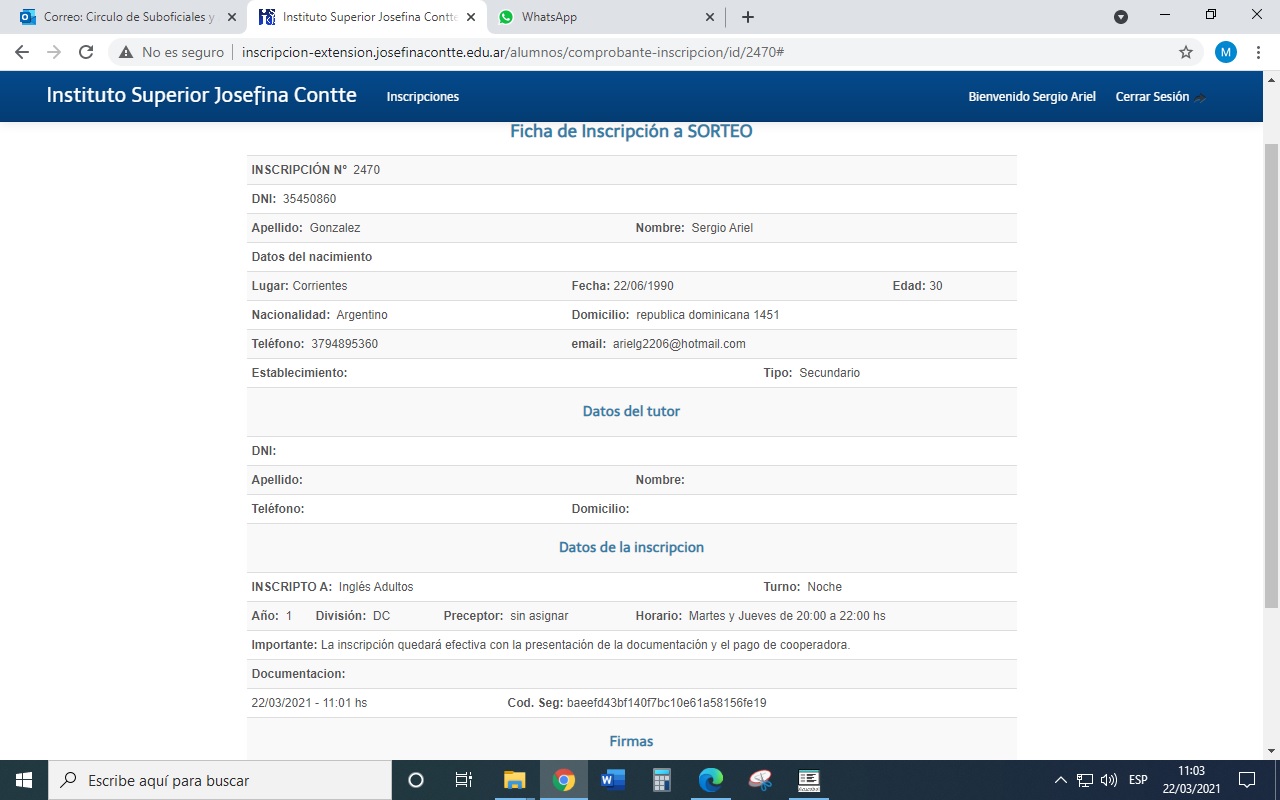 Correo: Circulo de Suboficiales y
Instituto Superior Josefina Contte
WhatsApp
No es seguro inscripcion-extension.josefinacontte.edu.ar/alumnos/comprobante-inscripcion/id/2470#
M
Instituto Superior Josefina Contte Inscripciones Bienvenido Sergio Ariel Cerrar Sesión
Ficha de Inscripción a SORTEO
INSCRIPCIÓN Nº 2470
DNI: 35450860
Apellido: Gonzalez Nombre: Sergio Ariel
Datos del nacimiento
Lugar: Corrientes Fecha: 22/06/1990 Edad: 30
Nacionalidad: Argentino Domicilio: republica dominicana 1451
Teléfono: 3794895360 email: arielg2206@hotmail.com
Establecimiento: Tipo: Secundario
Datos del tutor
DNI:
Apellido: Nombre:
Teléfono: Domicilio:
Datos de la inscripcion
INSCRIPTO A: Inglés Adultos Turno: Noche
Año: 1 División: DC Preceptor: sin asignar Horario: Martes y Jueves de 20:00 a 22:00 hs
Importante: La inscripción quedará efectiva con la presentación de la documentación y el pago de cooperadora.
Documentacion:
22/03/2021 - 11:01 hs Cod. Seg: baeefd43bf140f7bc10e61a58156fe19
Firmas
Escribe aquí para buscar
ESP
11:03
22/03/2021